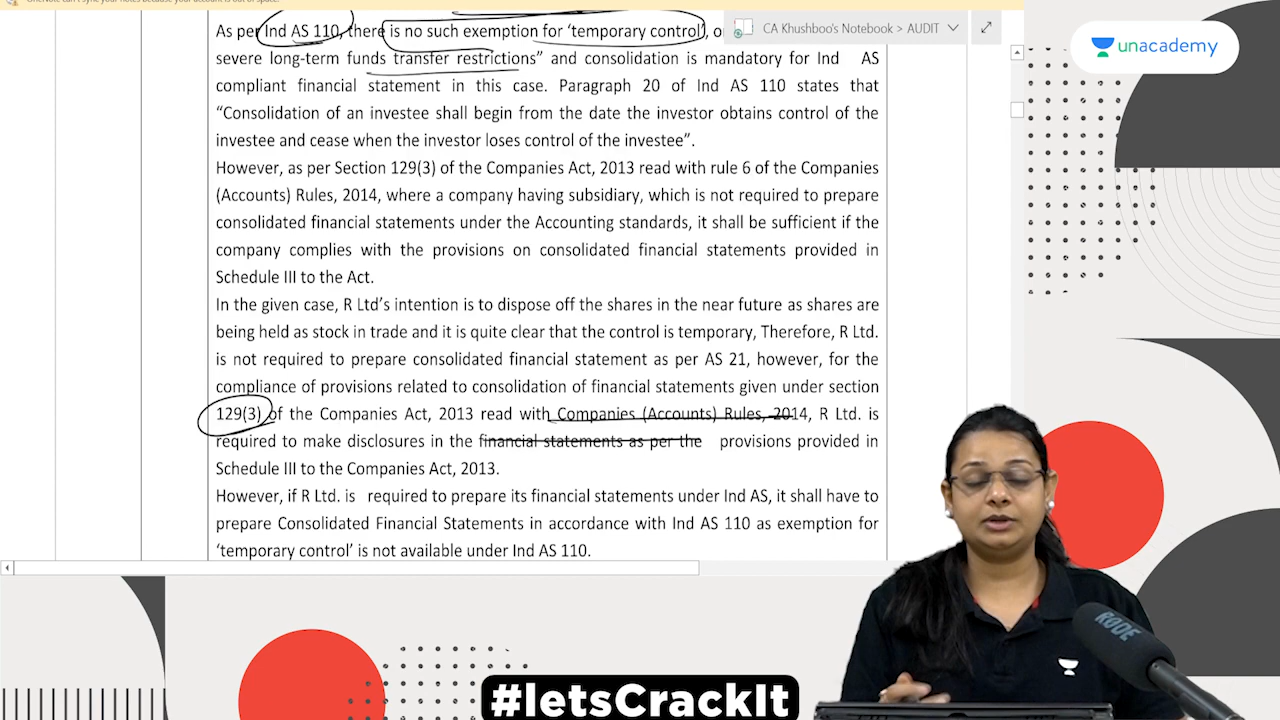 OneNote can't sync your notes because your account is out of space.
As per Ind AS 110, there is no such exemption for ‘temporary control’, or
CA Khushboo's Notebook > AUDIT
unacademy
severe long-term funds transfer restrictions” and consolidation is mandatory for Ind AS
compliant financial statement in this case. Paragraph 20 of Ind AS 110 states that
“Consolidation of an investee shall begin from the date the investor obtains control of the
investee and cease when the investor loses control of the investee”.
However, as per Section 129(3) of the Companies Act, 2013 read with rule 6 of the Companies
(Accounts) Rules, 2014, where a company having subsidiary, which is not required to prepare
consolidated financial statements under the Accounting standards, it shall be sufficient if the
company complies with the provisions on consolidated financial statements provided in
Schedule III to the Act.
In the given case, R Ltd’s intention is to dispose off the shares in the near future as shares are
being held as stock in trade and it is quite clear that the control is temporary, Therefore, R Ltd.
is not required to prepare consolidated financial statement as per AS 21, however, for the
compliance of provisions related to consolidation of financial statements given under section
129(3) of the Companies Act, 2013 read with Companies (Accounts) Rules, 2014, R Ltd. is
required to make disclosures in the financial statements as per the provisions provided in
Schedule III to the Companies Act, 2013.
However, if R Ltd. is required to prepare its financial statements under Ind AS, it shall have to
prepare Consolidated Financial Statements in accordance with Ind AS 110 as exemption for
‘temporary control’ is not available under Ind AS 110.
RODE
#letsCrackIt